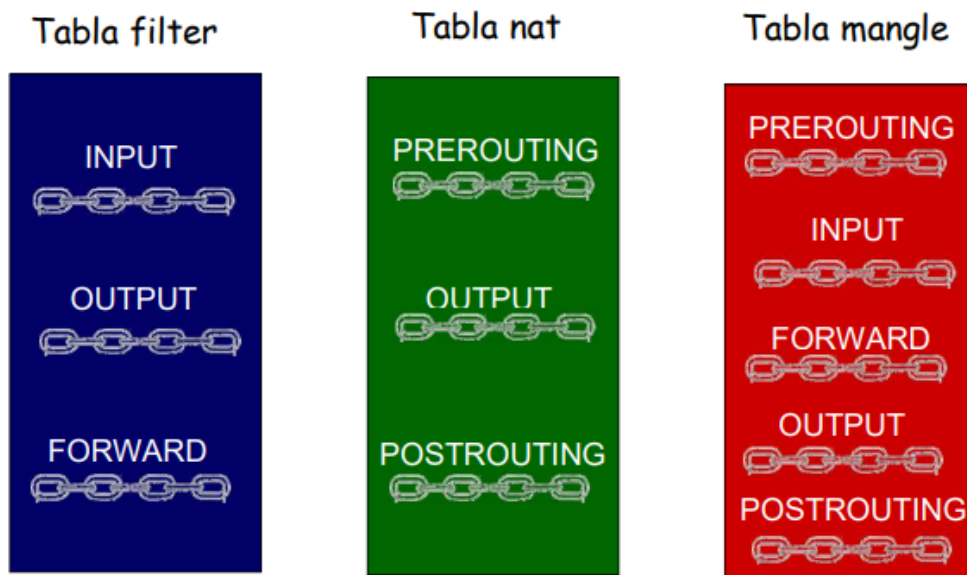 Tabla filter
INPUT
OUTPUT
FORWARD
Tabla nat
PREROUTING
OUTPUT
POSTROUTING
Tabla mangle
PREROUTING
INPUT
FORWARD
OUTPUT
POSTROUTING